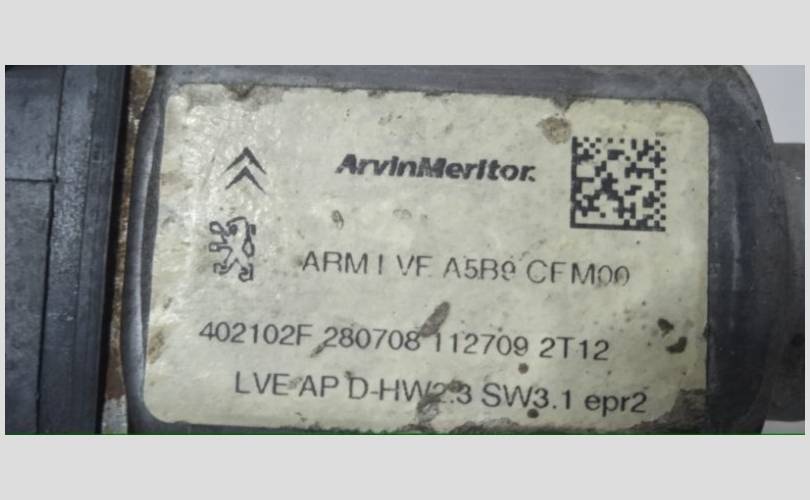 ArvinMeritor.
ARM LVE A5B9 CFM00
402102F 280708 112709 2T12
LVE AP D-HW2.3 SW3.1 epr2